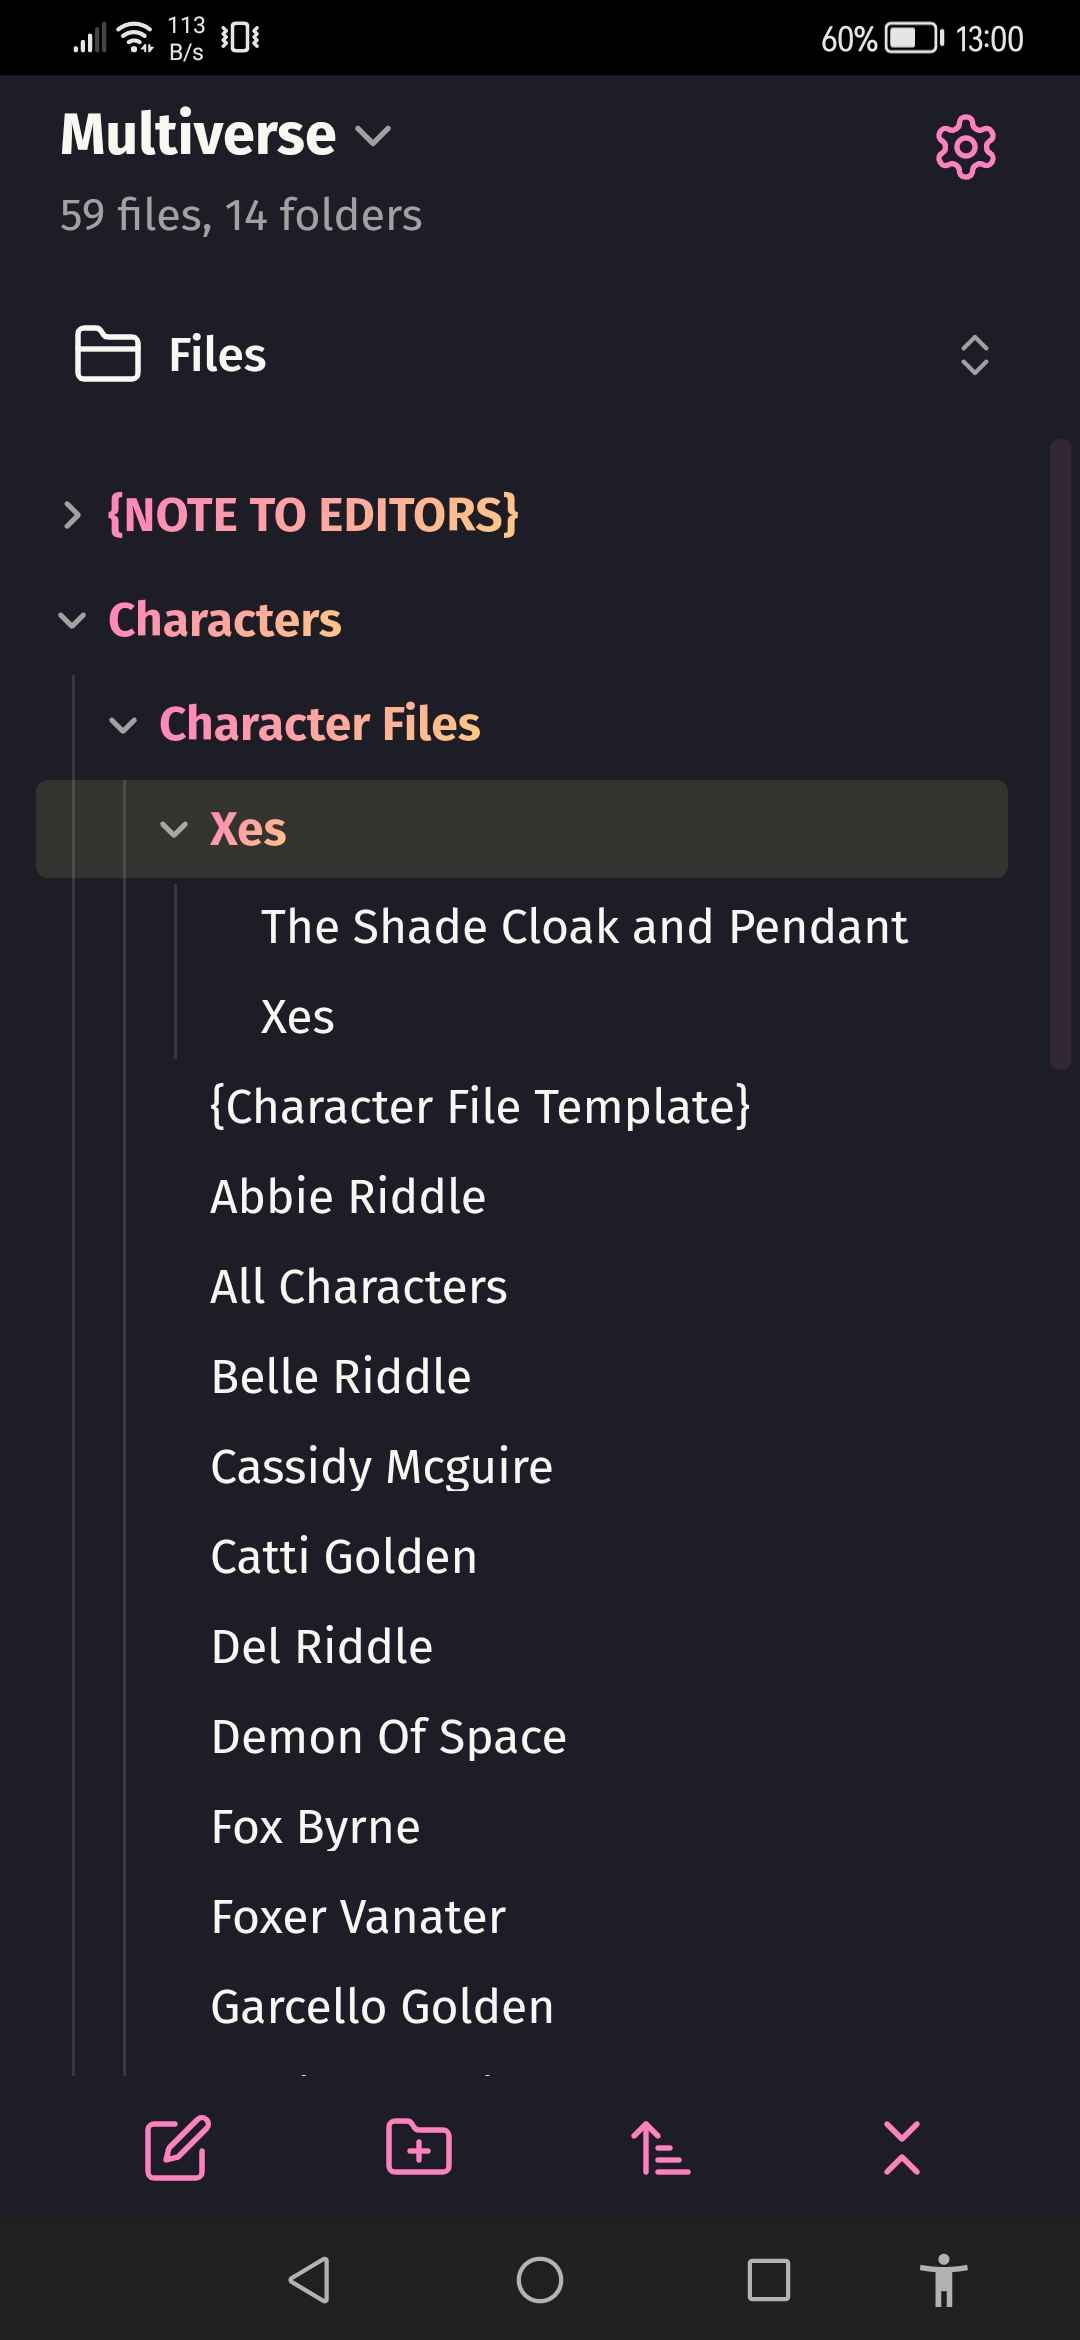 113
B/s
60%
13:00
Multiverse
59 files, 14 folders
Files
{NOTE TO EDITORS}
Characters
Character Files
Xes
The Shade Cloak and Pendant
Xes
{Character File Template}
Abbie Riddle
All Characters
Belle Riddle
Cassidy Mcguire
Catti Golden
Del Riddle
Demon Of Space
Fox Byrne
Foxer Vanater
Garcello Golden